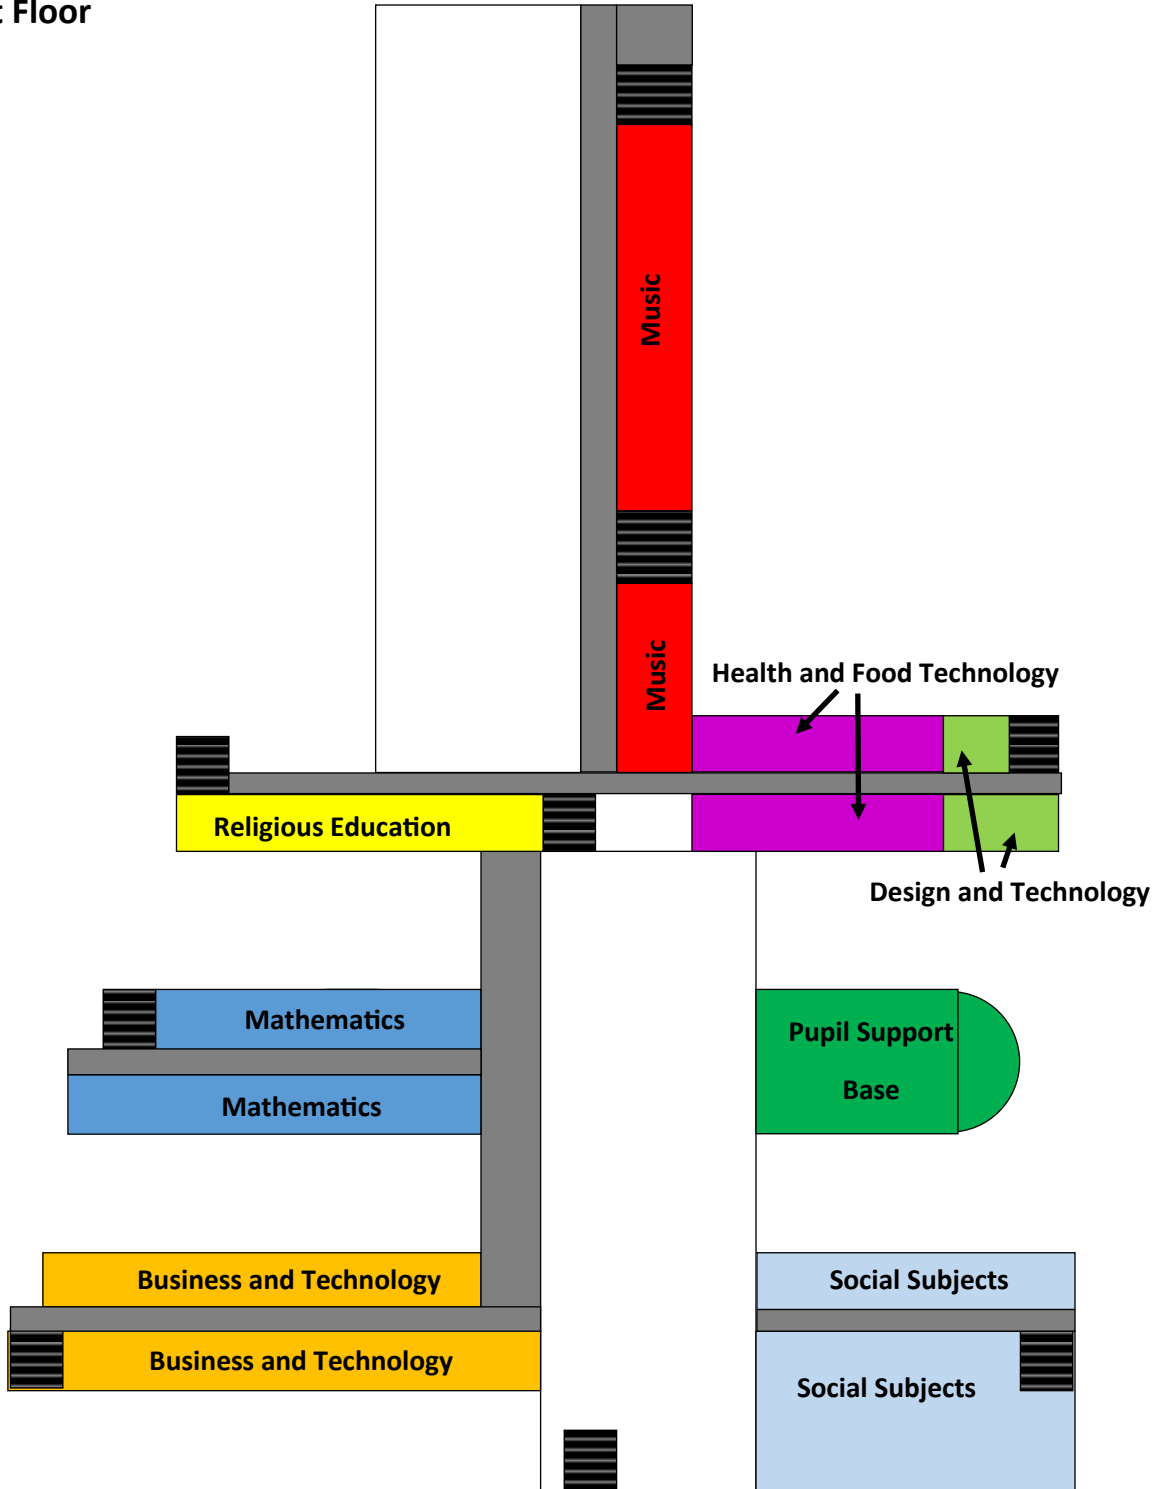 Floor
Music
Music
Health and Food Technology
Religious Education
Design and Technology
Mathematics
Pupil Support
Base
Mathematics
Business and Technology
Social Subjects
Business and Technology
Social Subjects